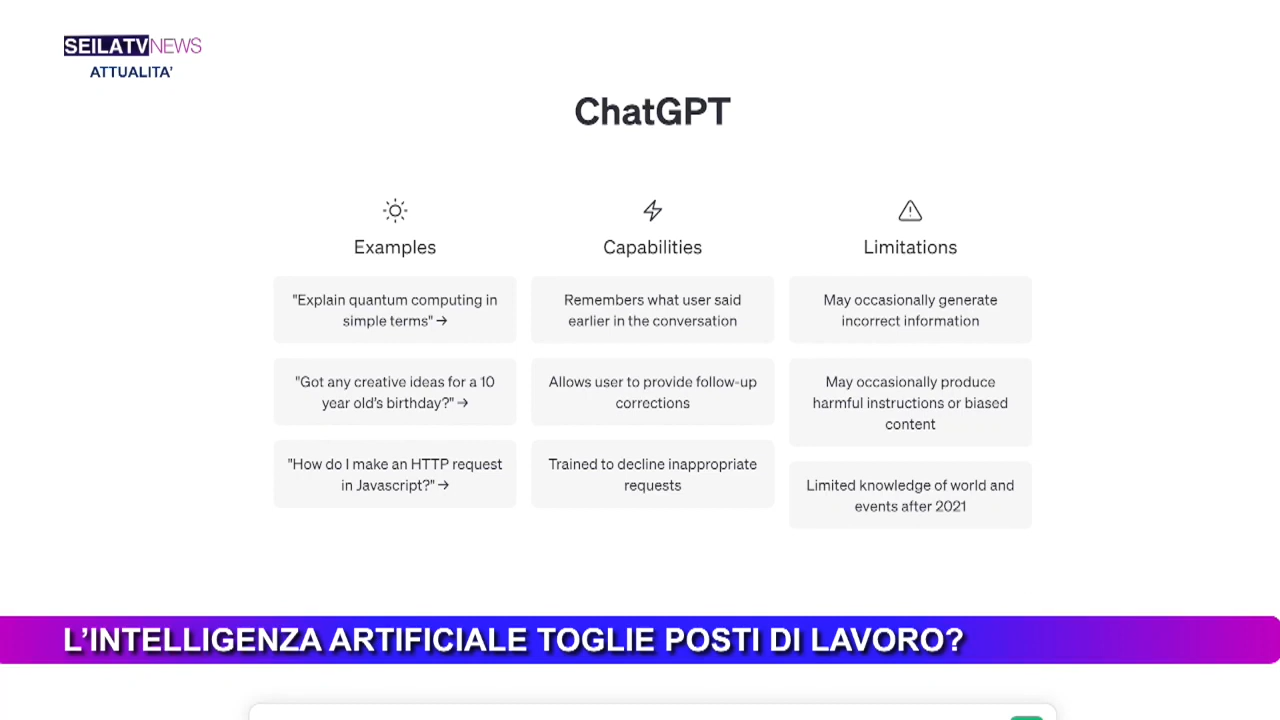 SEILATVNEWS
ATTUALITA'
ChatGPT
Examples
"Explain quantum computing in
simple terms" →
"Got any creative ideas for a 10
year old's birthday?" →
"How do I make an HTTP request
in Javascript?" →
Capabilities
Remembers what user said
earlier in the conversation
Allows user to provide follow-up
corrections
Trained to decline inappropriate
requests
Limitations
May occasionally generate
incorrect information
May occasionally produce
harmful instructions or biased
content
Limited knowledge of world and
events after 2021
L'INTELLIGENZA ARTIFICIALE TOGLIE POSTI DI LAVORO?